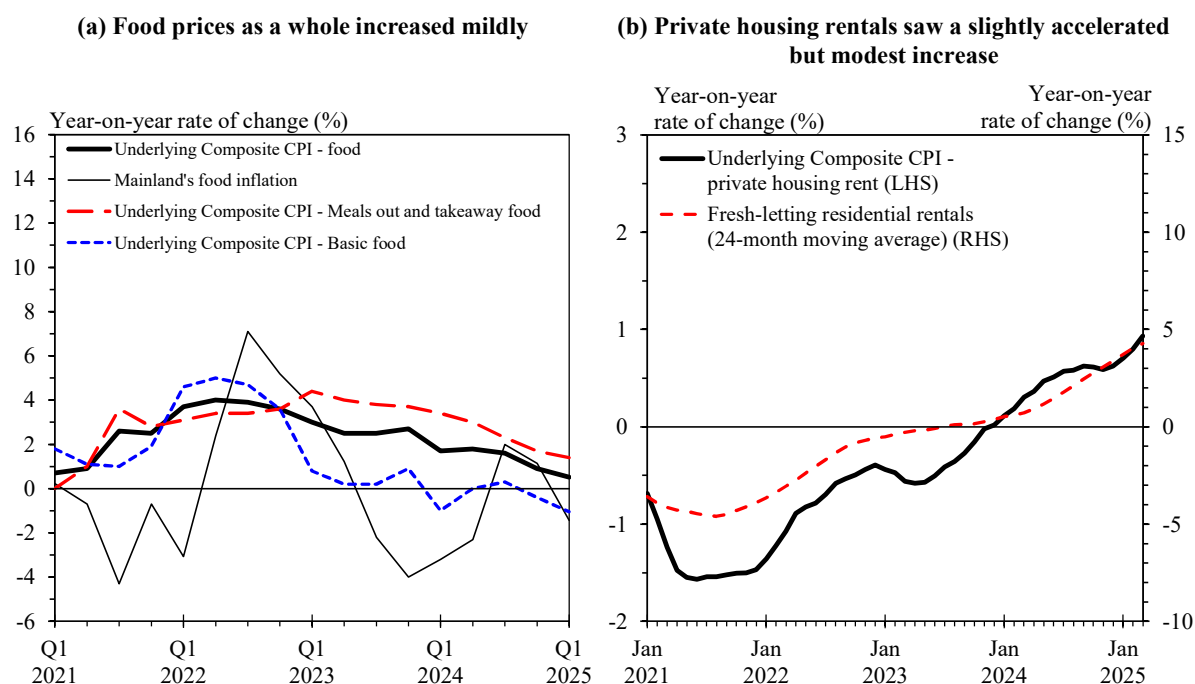 (a) Food prices as a whole increased mildly
Year-on-year rate of change (%)
16
14
12
10
8
6
4
2
0
-2
-4
-6
Underlying Composite CPI - food
Mainland's food inflation
Underlying Composite CPI - Meals out and takeaway food
Underlying Composite CPI - Basic food
Q1 Q1 Q1 Q1 Q1
2021 2022 2023 2024 2025
(b) Private housing rentals saw a slightly accelerated
but modest increase
Year-on-year
rate of change (%)
Year-on-year
rate of change (%)
3
2
1
0
-1
-2
Underlying Composite CPI -
private housing rent (LHS)
Fresh-letting residential rentals
(24-month moving average) (RHS)
15
10
5
0
-5
-10
Jan Jan Jan Jan Jan
2021 2022 2023 2024 2025